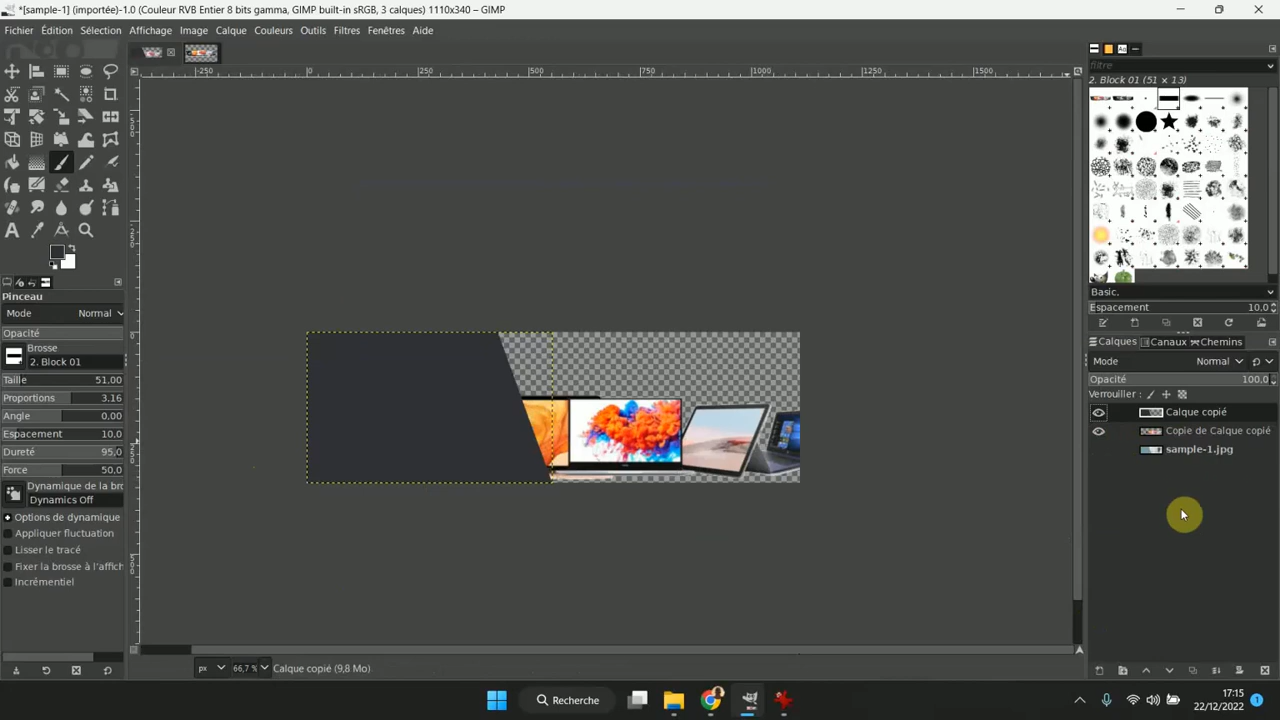 *[sample-1] (importée)-1.0 (Couleur RVB Entier 8 bits gamma, GIMP built-in sRGB, 3 calques) 1110x340 – GIMP
Fichier Édition Sélection Affichage Image Calque Couleurs Outils Filtres Fenêtres Aide
-250 0 250 500 750 1000 1250 1500
filtre
2. Block 01 (51 × 13)
Pinceau
Mode Normal
Opacité
Brosse
2. Block 01
Taille 51,00
Proportions 3.16
Angle 0,00
Espacement 10,0
Dureté 95,0
Force 50,0
Dynamique de la bro
Dynamics Off
Options de dynamique
Appliquer fluctuation
Lisser le tracé
Fixer la brosse à l'affich
Incrémentiel
Basic.
Espacement 10,0
Calques Canaux Chemins
Mode Normal
Opacité 100,0
Verrouiller :
Calque copié
Copie de Calque copié
sample-1.jpg
px 66,7 % Calque copié (9,8 Mo)
Recherche
17:15
22/12/2022
1